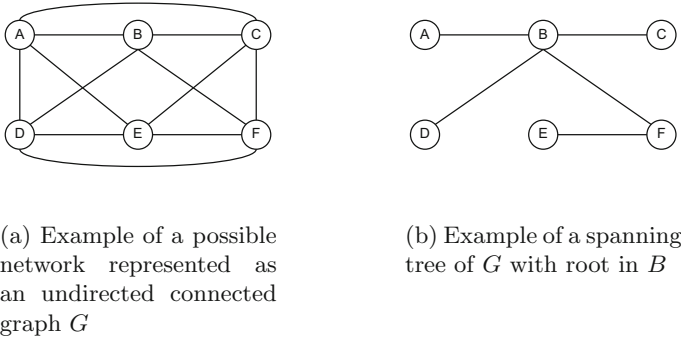 A B C
D E F
A B C
D E F
(a) Example of a possible
network represented as
an undirected connected
graph G
(b) Example of a spanning
tree of G with root in B